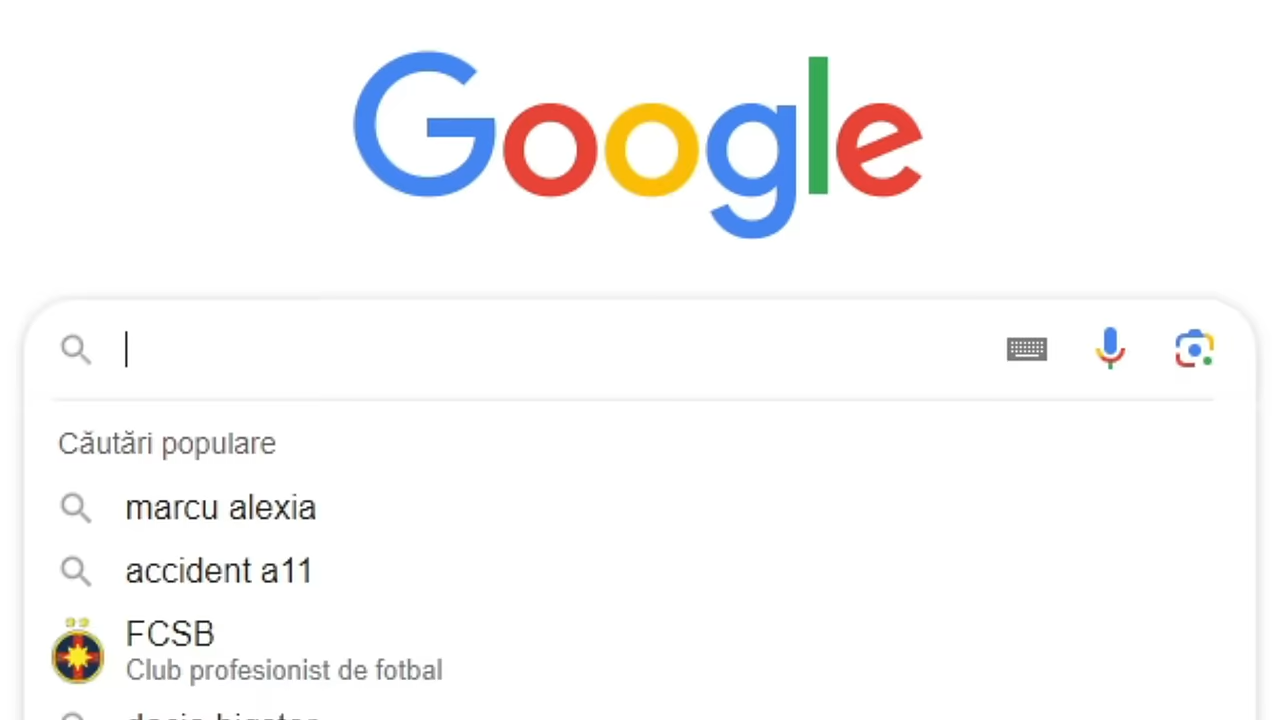 Google
Căutări populare
marcu alexia
accident a11
FCSB
Club profesionist de fotbal